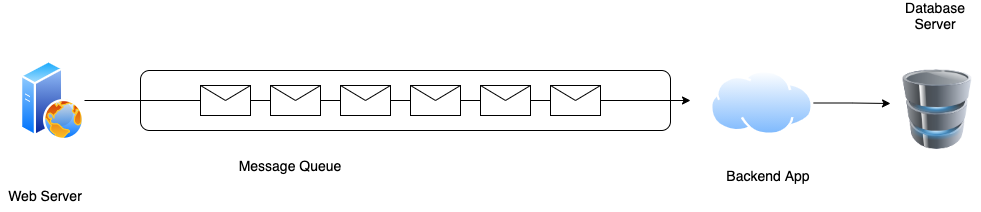 Database
Server
Message Queue
Backend App
Web Server